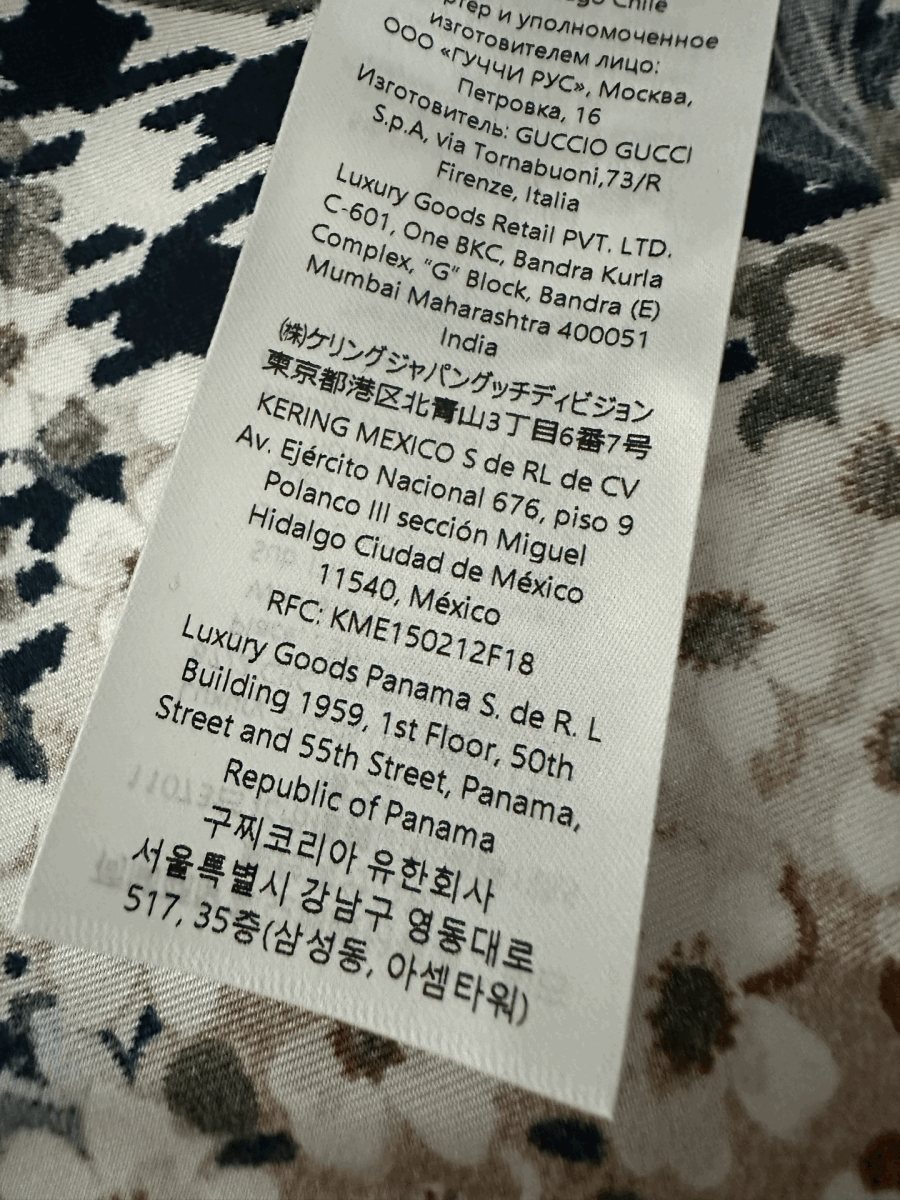 Chile
и уполномоченное
изготовителем лицо:
ООО «ГУЧЧИ РУС», Москва,
Петровка, 16
Изготовитель: GUCCIO GUCCI
S.p.A, via Tornabuoni,73/R
Firenze, Italia
Luxury Goods Retail PVT. LTD.
C-601, One BKC, Bandra Kurla
Complex, "G" Block, Bandra (E)
Mumbai Maharashtra 400051
India
㈱ケリングジャパングッチディビジョン
東京都港区北青山3丁目6番7号
KERING MEXICO S de RL de CV
Av. Ejército Nacional 676, piso 9
Polanco III sección Miguel
Hidalgo Ciudad de México
11540, México
RFC: KME150212F18
Luxury Goods Panama S. de R. L
Building 1959, 1st Floor, 50th
Street and 55th Street, Panama,
Republic of Panama
구찌코리아 유한회사
서울특별시 강남구 영동대로
517, 35층(삼성동, 아셈타워)